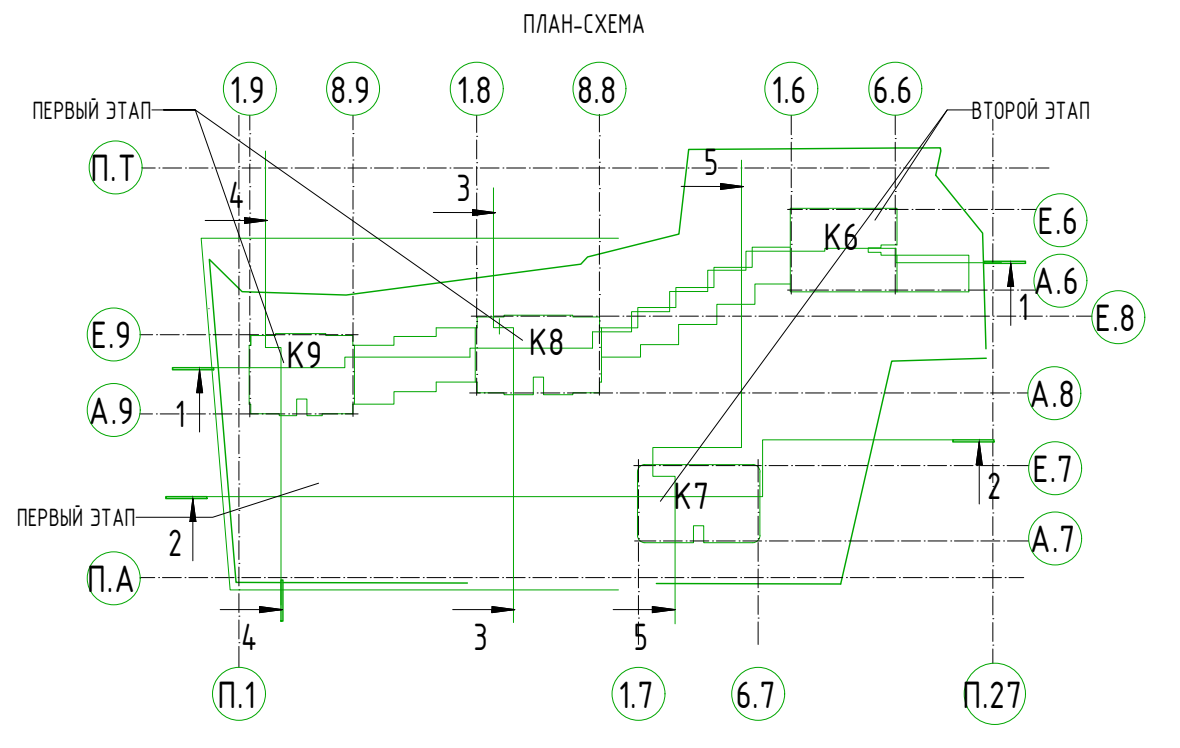 ПЛАН-СХЕМА
1.9
8.9
1.8
8.8
1.6
6.6
ПЕРВЫЙ ЭТАП
ВТОРОЙ ЭТАП
П.Т
5
4
3
Е.6
К6
А.6
1
Е.8
Е.9
К9
К8
А.9
1
А.8
Е.7
2
К7
ПЕРВЫЙ ЭТАП
2
А.7
П.А
4
3
5
П.1
1.7
6.7
П.27